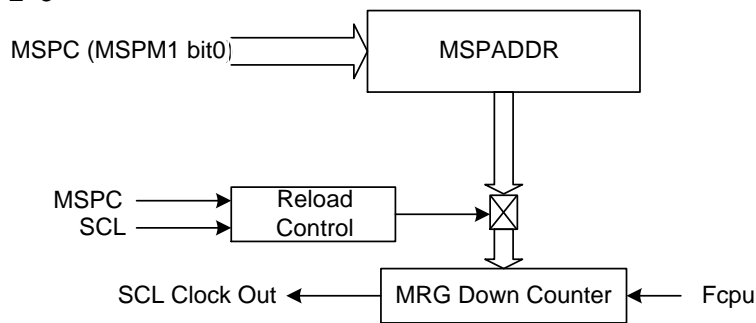 MSPC (MSPM1 bit0)
MSPADDR
MSPC
SCL
Reload
Control
SCL Clock Out
MRG Down Counter
Fcpu